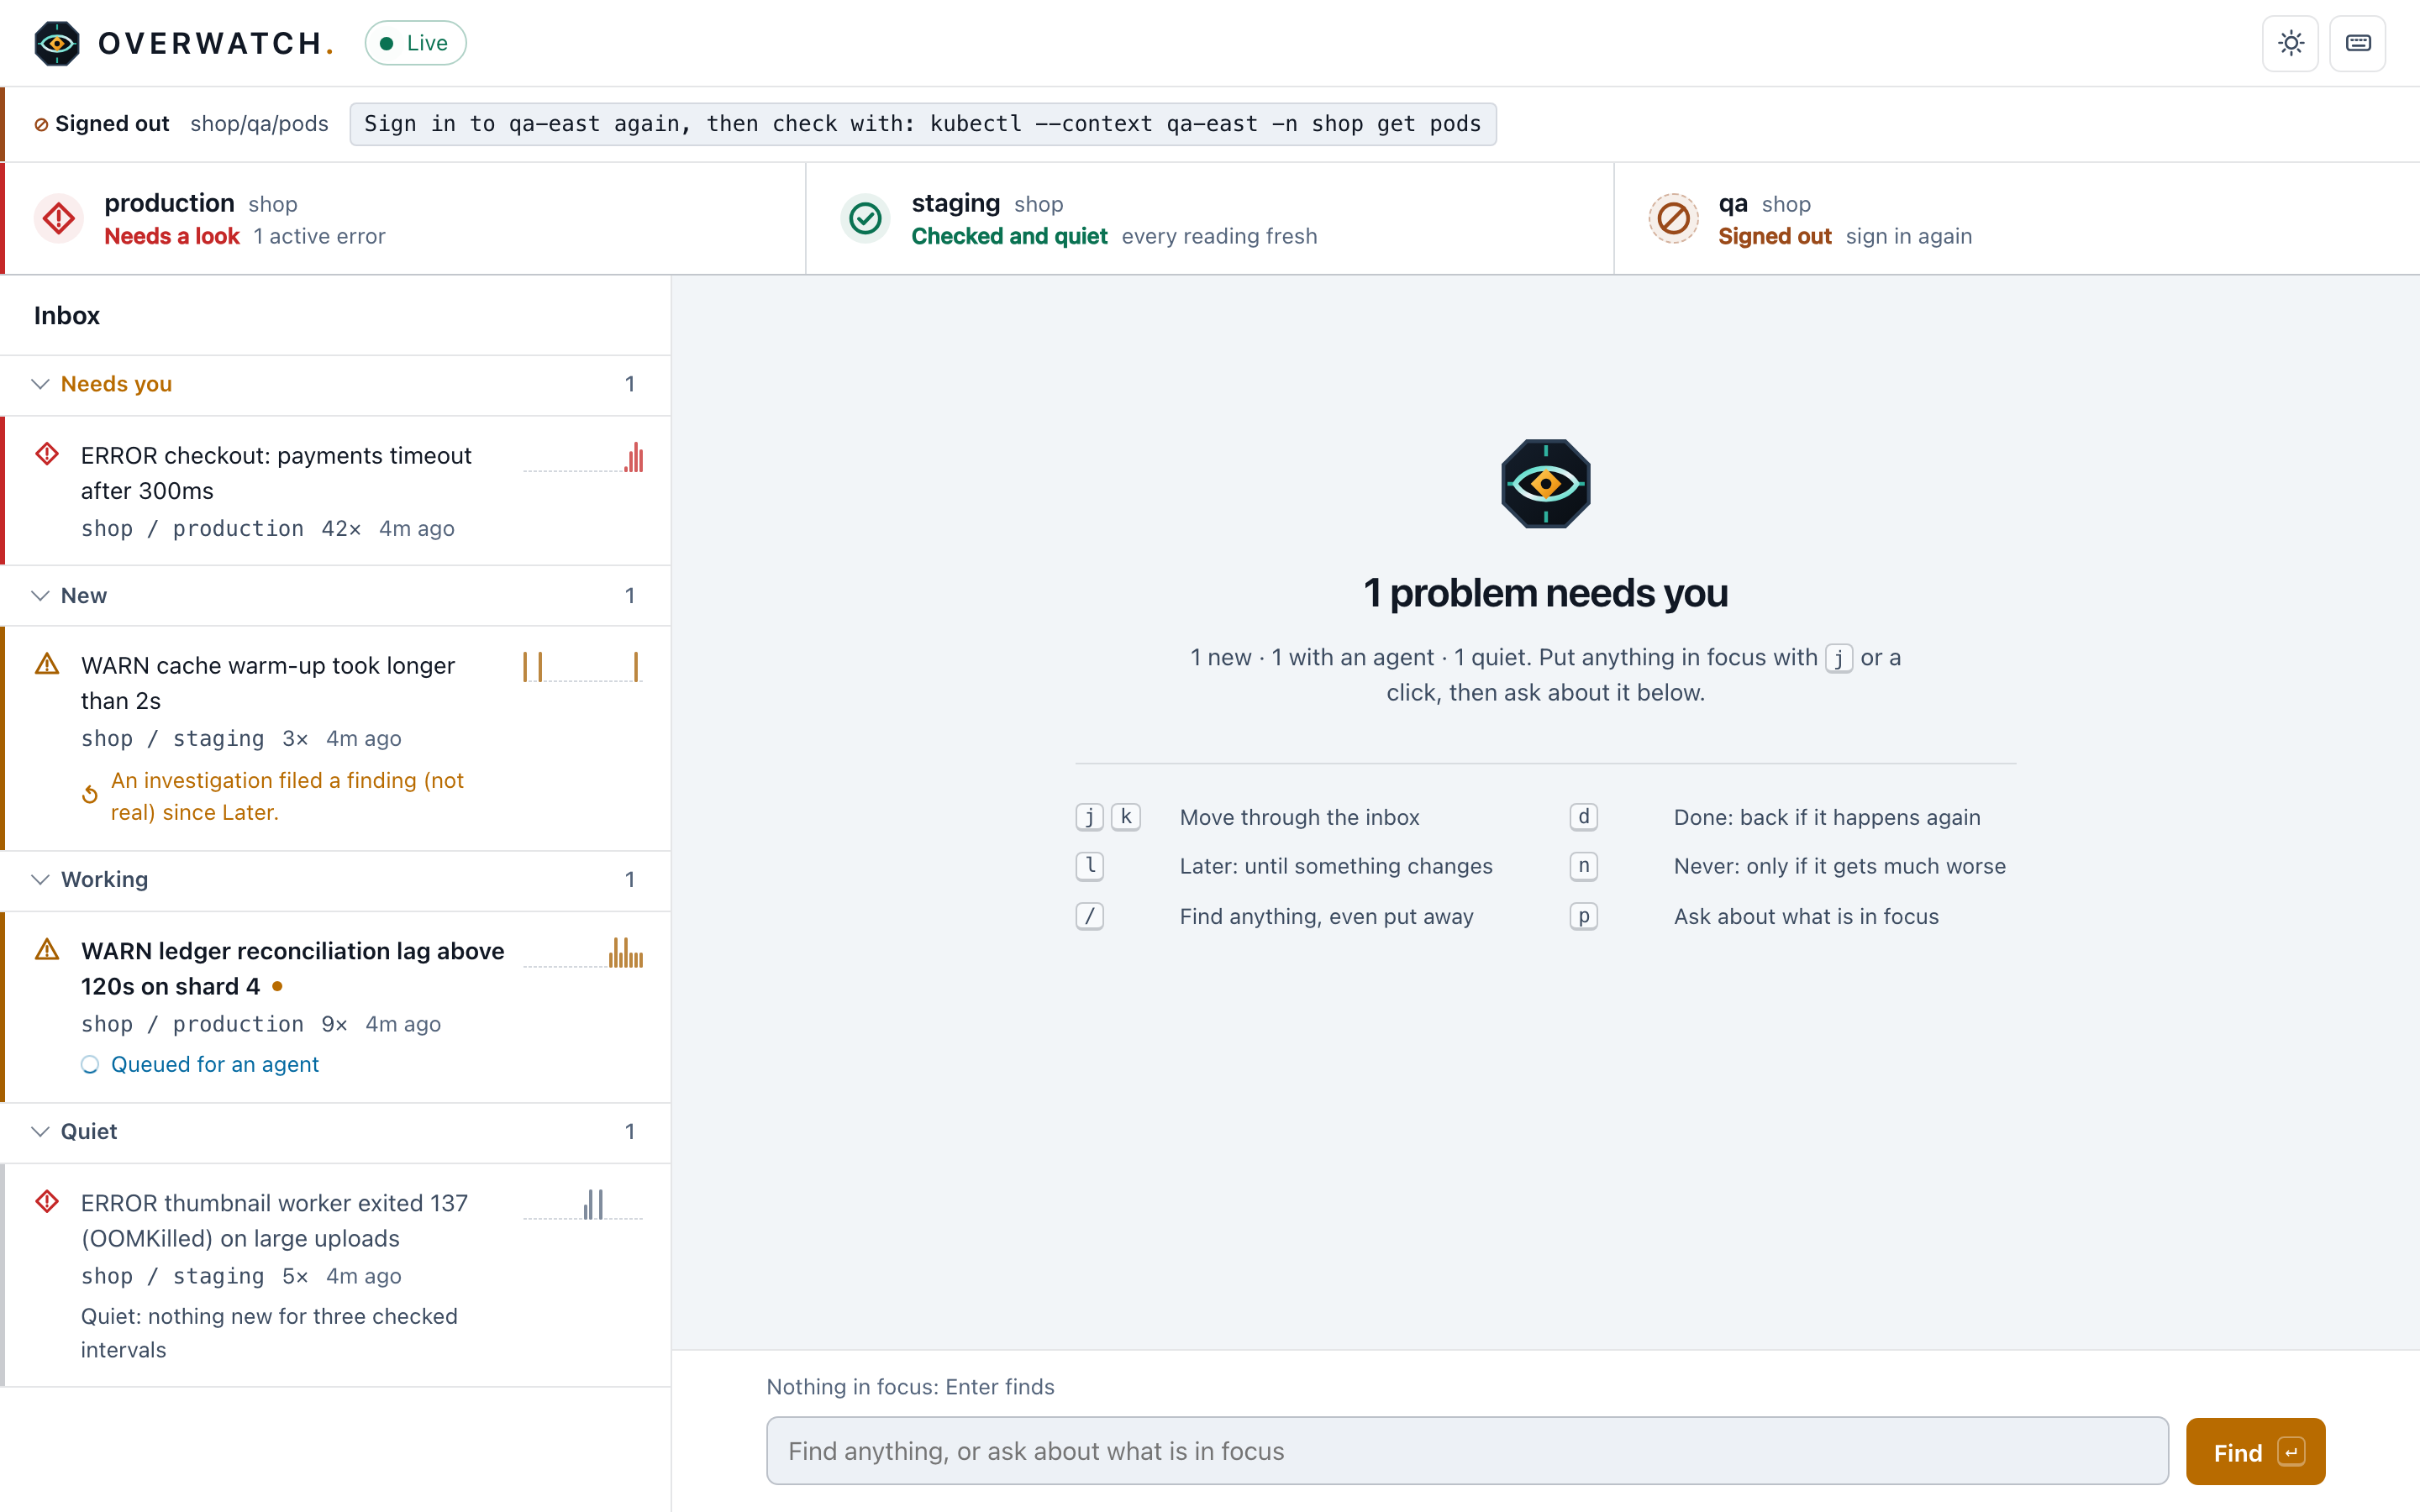 OVERWATCH.
Live
Signed out shop/qa/pods Sign in to qa-east again, then check with: kubectl --context qa-east -n shop get pods
production shop
Needs a look 1 active error
staging shop
Checked and quiet every reading fresh
qa shop
Signed out sign in again
Inbox
Needs you 1
ERROR checkout: payments timeout
after 300ms
shop / production 42× 4m ago
New 1
WARN cache warm-up took longer
than 2s
shop / staging 3× 4m ago
An investigation filed a finding (not
real) since Later.
Working 1
WARN ledger reconciliation lag above
120s on shard 4
shop / production 9× 4m ago
Queued for an agent
Quiet 1
ERROR thumbnail worker exited 137
(OOMKilled) on large uploads
shop / staging 5× 4m ago
Quiet: nothing new for three checked
intervals
1 problem needs you
1 new · 1 with an agent · 1 quiet. Put anything in focus with j or a
click, then ask about it below.
j k Move through the inbox
d Done: back if it happens again
l Later: until something changes
n Never: only if it gets much worse
/ Find anything, even put away
p Ask about what is in focus
Nothing in focus: Enter finds
Find anything, or ask about what is in focus
Find ↵